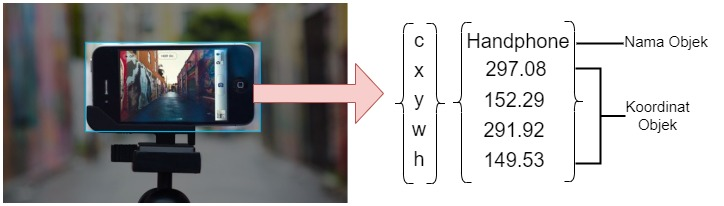 c Handphone Nama Objek
x 297.08
y 152.29
Koordinat
Objek
w 291.92
h 149.53